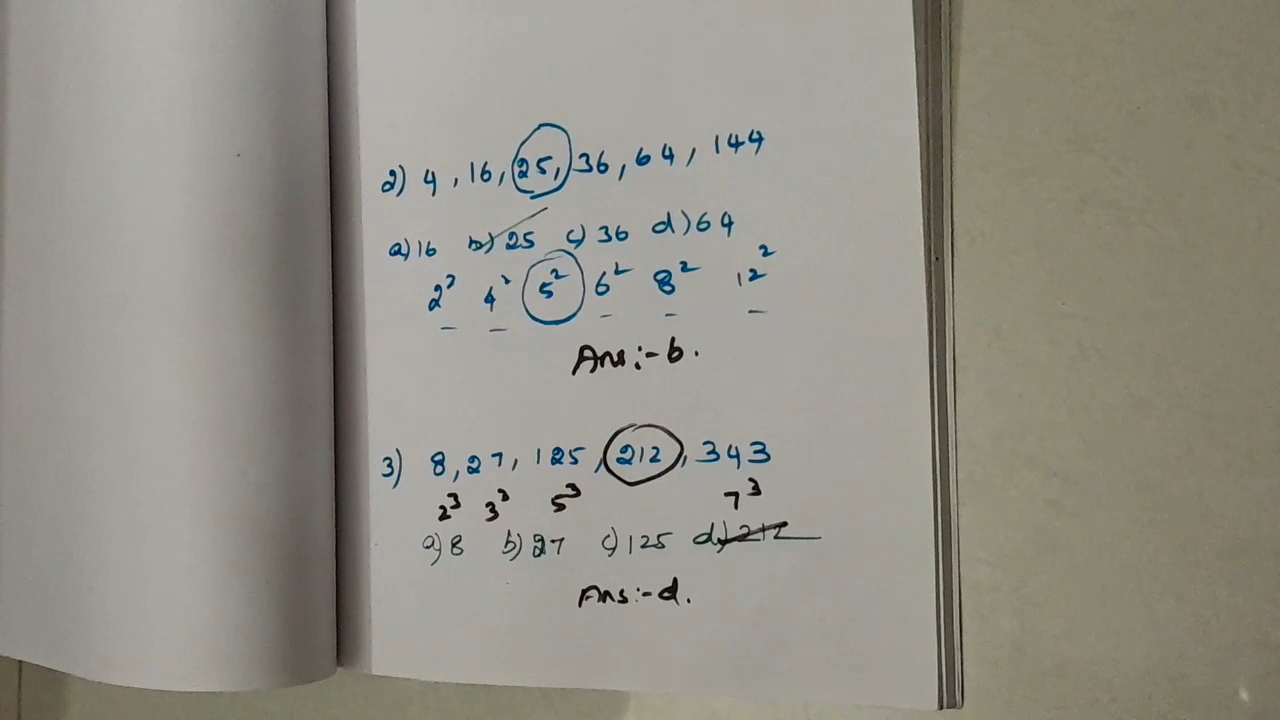 2) 4, 16, 25, 36, 64, 144
a) 16 b) 25 c) 36 d) 64
2² 4² 5² 6² 8² 12²
Ans:- b.
3) 8, 27, 125, 212, 343
2³ 3³ 5³ 7³
a) 8 b) 27 c) 125 d) 212
Ans:- d.